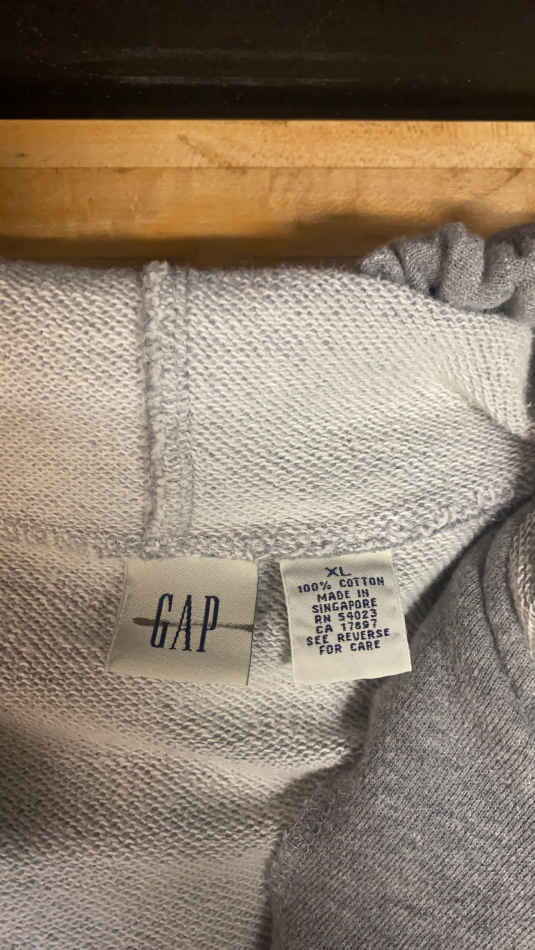 GAP
XL
100% COTTON
MADE IN
SINGAPORE
RN 54023
CA 17897
SEE REVERSE
FOR CARE